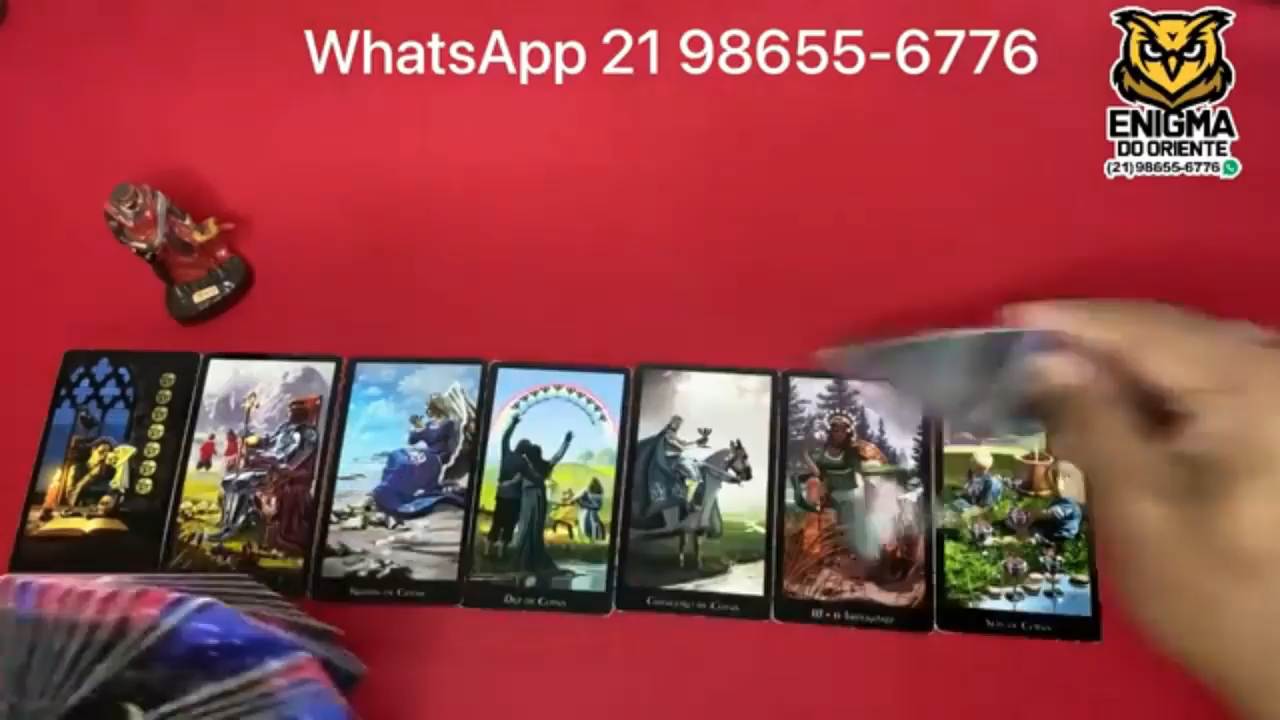 WhatsApp 21 98655-6776
ENIGMA
DO ORIENTE
(21)98655-6776
Dez de Copas
Cavaleiro de Copas
III - A Imperatriz
Seis de Copas